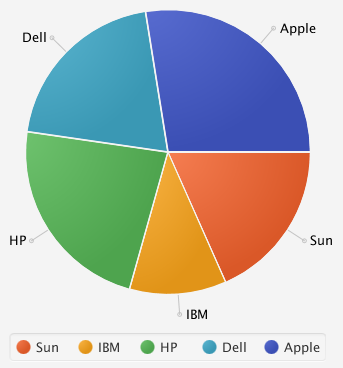 Apple
Dell
Sun
HP
IBM
Sun IBM HP Dell Apple